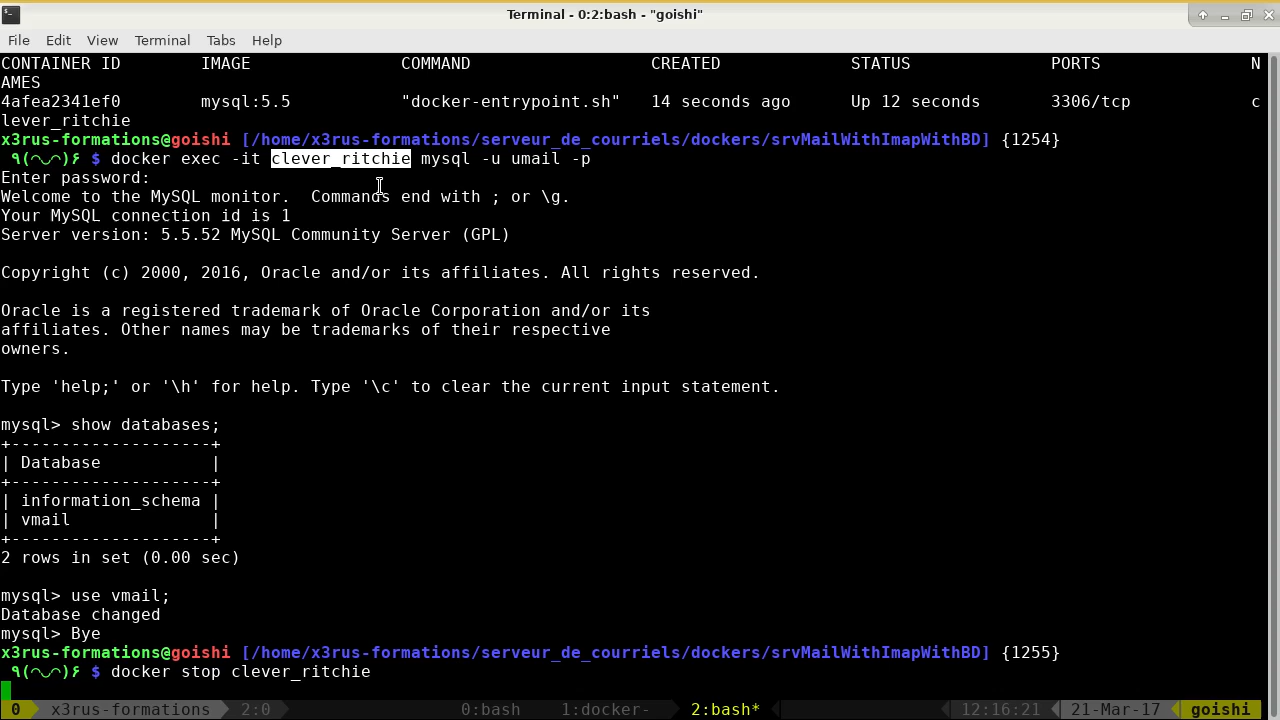 Terminal - 0:2:bash - "goishi"
File Edit View Terminal Tabs Help
CONTAINER ID        IMAGE               COMMAND                  CREATED             STATUS              PORTS               N
AMES
4afea2341ef0        mysql:5.5           "docker-entrypoint.sh"   14 seconds ago      Up 12 seconds       3306/tcp            c
lever_ritchie
x3rus-formations@goishi [/home/x3rus-formations/serveur_de_courriels/dockers/srvMailWithImapWithBD] {1254}
٩(◠◡◠)۶ $ docker exec -it clever_ritchie mysql -u umail -p
Enter password:
Welcome to the MySQL monitor.  Commands end with ; or \g.
Your MySQL connection id is 1
Server version: 5.5.52 MySQL Community Server (GPL)
Copyright (c) 2000, 2016, Oracle and/or its affiliates. All rights reserved.
Oracle is a registered trademark of Oracle Corporation and/or its
affiliates. Other names may be trademarks of their respective
owners.
Type 'help;' or '\h' for help. Type '\c' to clear the current input statement.
mysql> show databases;
+--------------------+
| Database           |
+--------------------+
| information_schema |
| vmail              |
+--------------------+
2 rows in set (0.00 sec)
mysql> use vmail;
Database changed
mysql> Bye
x3rus-formations@goishi [/home/x3rus-formations/serveur_de_courriels/dockers/srvMailWithImapWithBD] {1255}
٩(◠◡◠)۶ $ docker stop clever_ritchie
0 x3rus-formations 2:0 0:bash 1:docker- 2:bash* 12:16:21 21-Mar-17 goishi